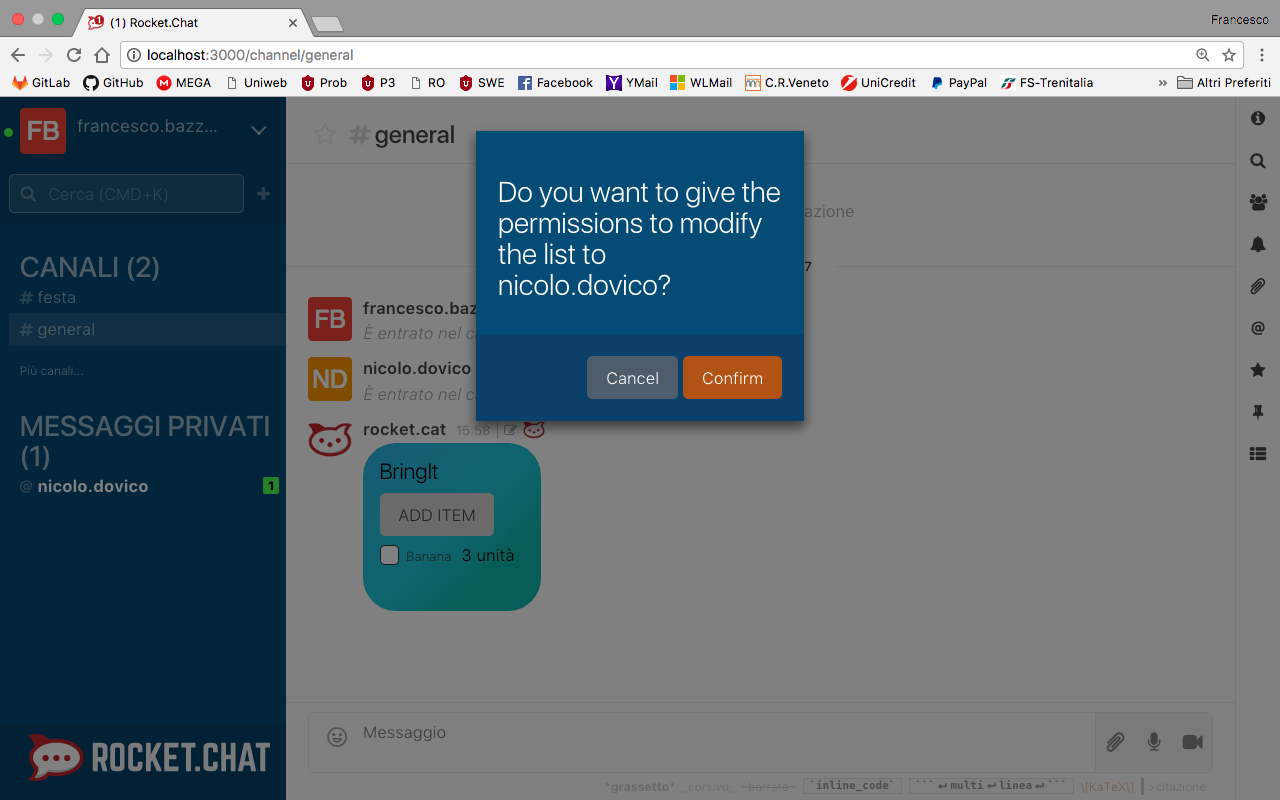 (1) Rocket.Chat
Francesco
localhost:3000/channel/general
GitLab GitHub MEGA Uniweb Prob P3 RO SWE Facebook YMail WLMail C.R.Veneto UniCredit PayPal FS-Trenitalia » Altri Preferiti
FB francesco.bazz...
Cerca (CMD+K)
CANALI (2)
# festa
# general
Più canali...
MESSAGGI PRIVATI
(1)
@ nicolo.dovico 1
ROCKET.CHAT
#general
azione
7
Do you want to give the
permissions to modify
the list to
nicolo.dovico?
Cancel Confirm
FB francesco.baz
È entrato nel c
ND nicolo.dovico
È entrato nel c
rocket.cat 15:58
BringIt
ADD ITEM
Banana 3 unità
Messaggio
*grassetto* _corsivo_ ~barrato~ `inline_code` ```↵multi↵linea↵``` \[KaTeX\] >citazione